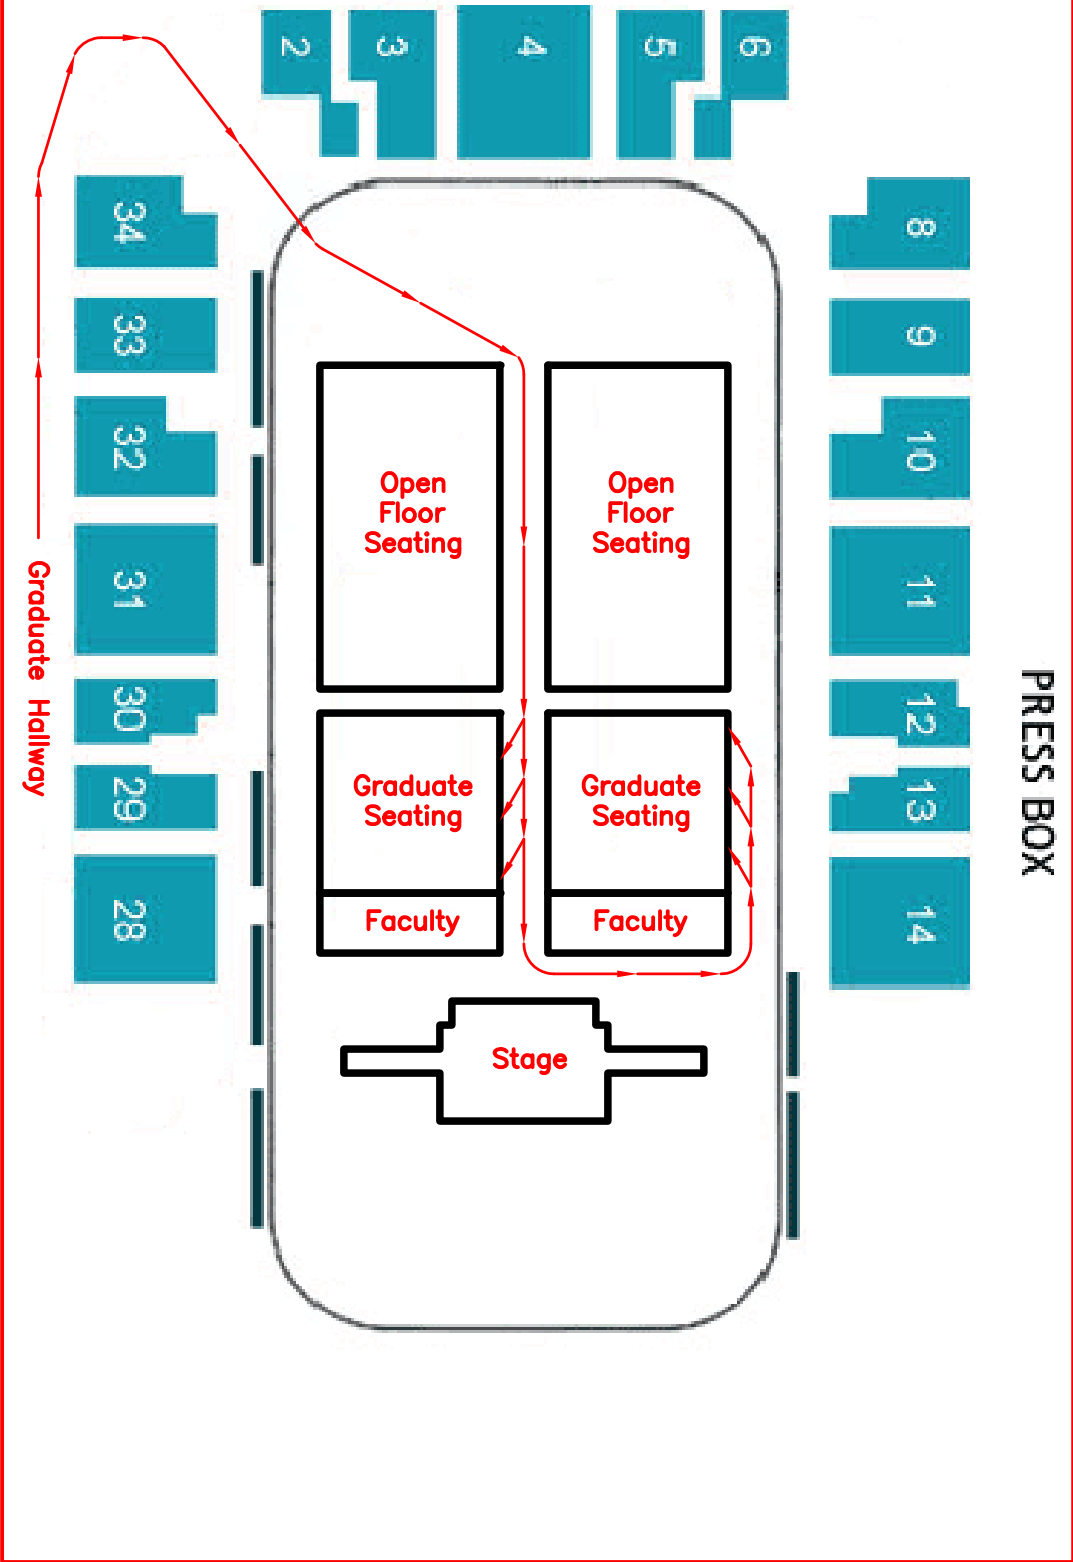 2
3
4
5
6
34
8
33
9
32
10
Open
Floor
Seating
Open
Floor
Seating
31
11
Graduate Hallway
30
12
PRESS BOX
29
13
Graduate
Seating
Graduate
Seating
28
14
Faculty
Faculty
Stage